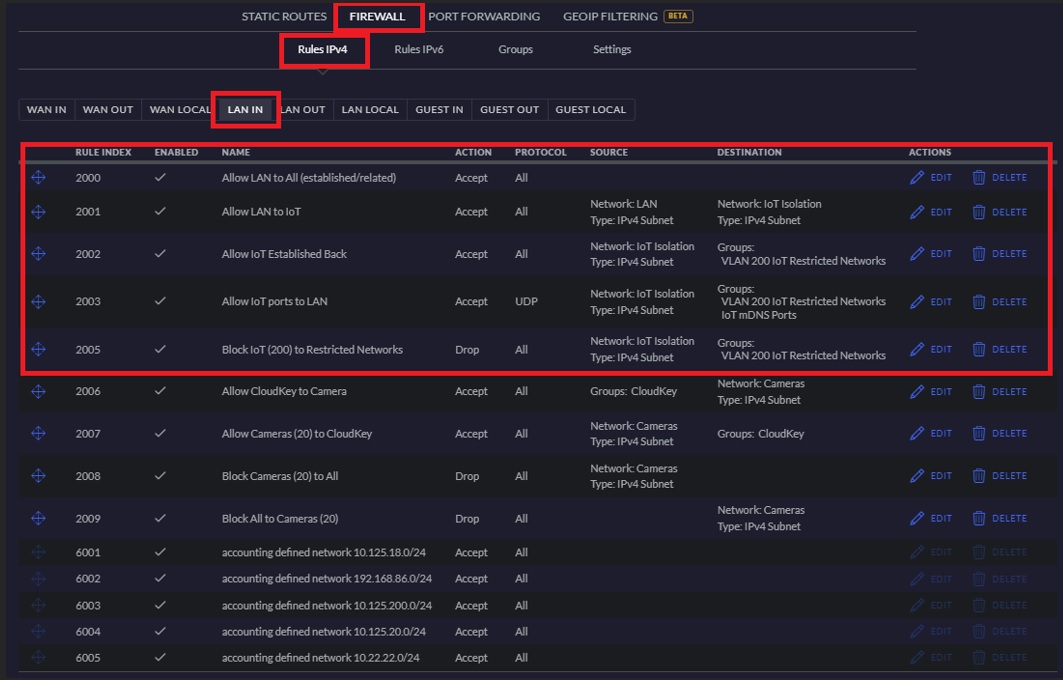 STATIC ROUTES FIREWALL PORT FORWARDING GEOIP FILTERING BETA
Rules IPv4 Rules IPv6 Groups Settings
WAN IN WAN OUT WAN LOCAL LAN IN LAN OUT LAN LOCAL GUEST IN GUEST OUT GUEST LOCAL
RULE INDEX ENABLED NAME ACTION PROTOCOL SOURCE DESTINATION ACTIONS
2000 Allow LAN to All (established/related) Accept All EDIT DELETE
2001 Allow LAN to IoT Accept All Network: LAN Network: IoT Isolation EDIT DELETE
Type: IPv4 Subnet Type: IPv4 Subnet
2002 Allow IoT Established Back Accept All Network: IoT Isolation Groups: EDIT DELETE
Type: IPv4 Subnet VLAN 200 IoT Restricted Networks
2003 Allow IoT ports to LAN Accept UDP Network: IoT Isolation Groups: EDIT DELETE
Type: IPv4 Subnet VLAN 200 IoT Restricted Networks
IoT mDNS Ports
2005 Block IoT (200) to Restricted Networks Drop All Network: IoT Isolation Groups: EDIT DELETE
Type: IPv4 Subnet VLAN 200 IoT Restricted Networks
2006 Allow CloudKey to Camera Accept All Groups: CloudKey Network: Cameras EDIT DELETE
Type: IPv4 Subnet
2007 Allow Cameras (20) to CloudKey Accept All Network: Cameras Groups: CloudKey EDIT DELETE
Type: IPv4 Subnet
2008 Block Cameras (20) to All Drop All Network: Cameras EDIT DELETE
Type: IPv4 Subnet
2009 Block All to Cameras (20) Drop All Network: Cameras EDIT DELETE
Type: IPv4 Subnet
6001 accounting defined network 10.125.18.0/24 Accept All EDIT DELETE
6002 accounting defined network 192.168.86.0/24 Accept All EDIT DELETE
6003 accounting defined network 10.125.200.0/24 Accept All EDIT DELETE
6004 accounting defined network 10.125.20.0/24 Accept All EDIT DELETE
6005 accounting defined network 10.22.22.0/24 Accept All EDIT DELETE